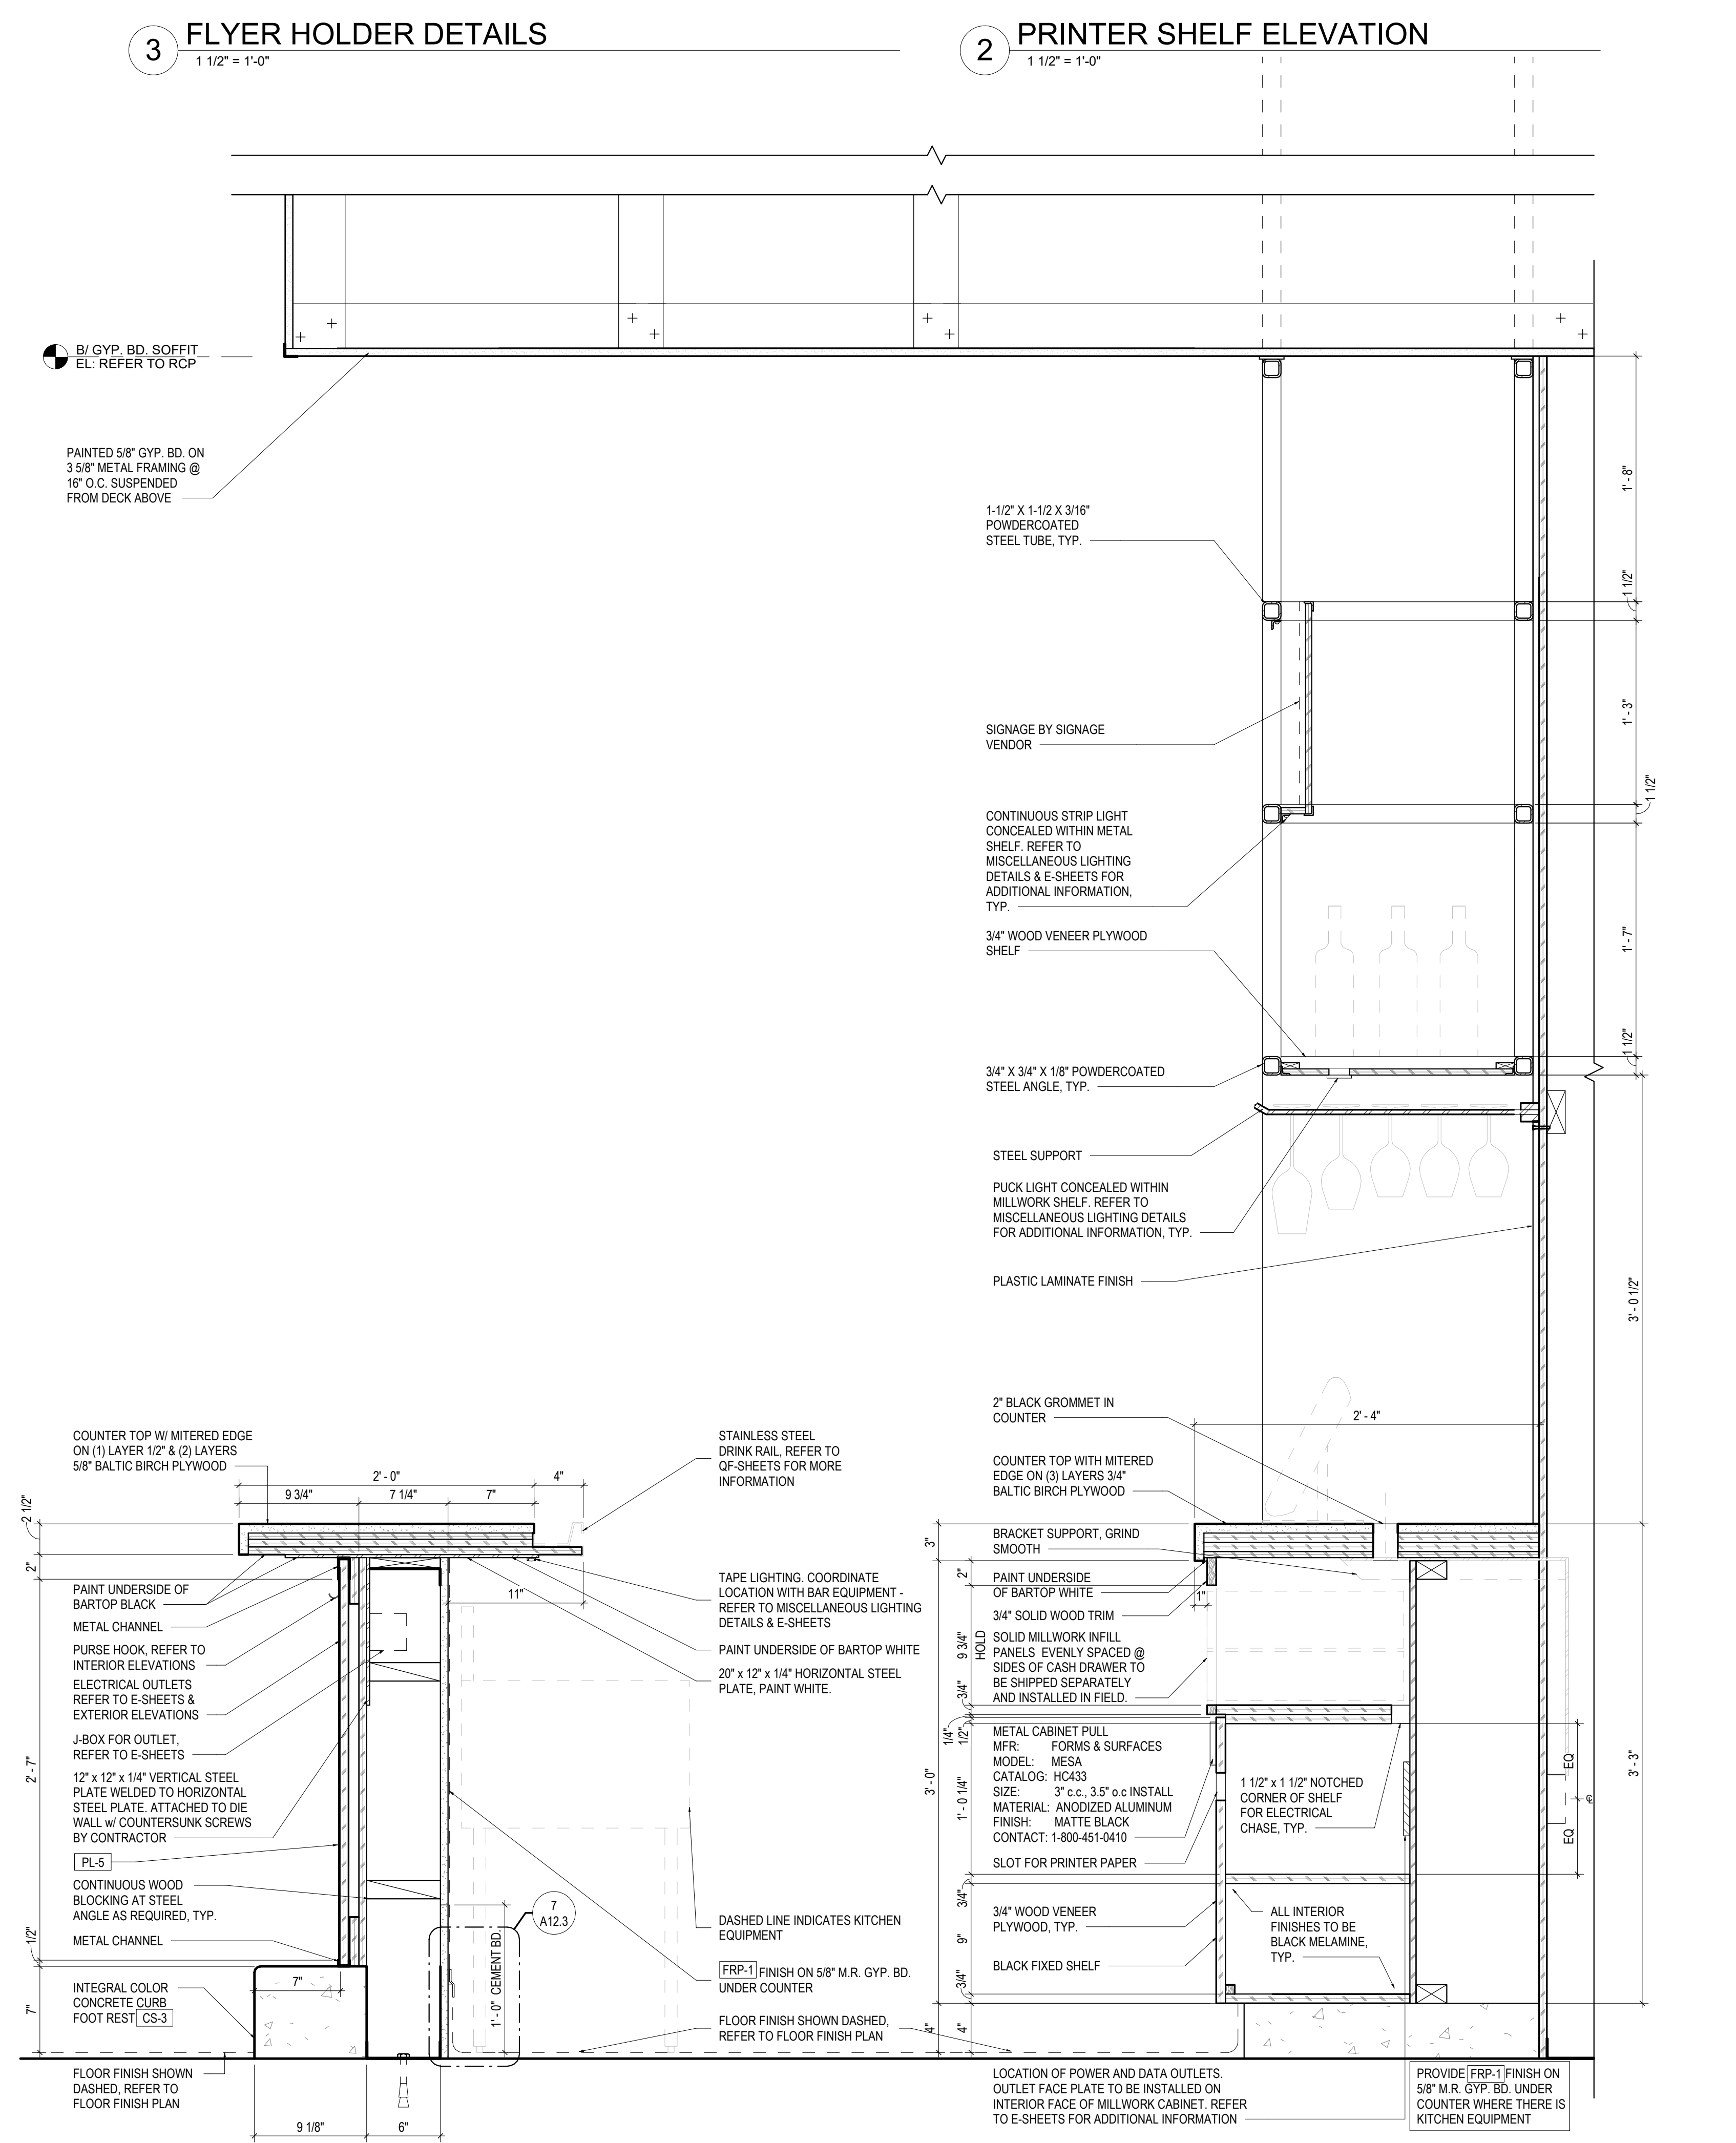 3 FLYER HOLDER DETAILS
1 1/2" = 1'-0"
2 PRINTER SHELF ELEVATION
1 1/2" = 1'-0"
B/ GYP. BD. SOFFIT
EL: REFER TO RCP
PAINTED 5/8" GYP. BD. ON
3 5/8" METAL FRAMING @
16" O.C. SUSPENDED
FROM DECK ABOVE
1-1/2" X 1-1/2 X 3/16"
POWDERCOATED
STEEL TUBE, TYP.
SIGNAGE BY SIGNAGE
VENDOR
CONTINUOUS STRIP LIGHT
CONCEALED WITHIN METAL
SHELF. REFER TO
MISCELLANEOUS LIGHTING
DETAILS & E-SHEETS FOR
ADDITIONAL INFORMATION,
TYP.
3/4" WOOD VENEER PLYWOOD
SHELF
3/4" X 3/4" X 1/8" POWDERCOATED
STEEL ANGLE, TYP.
STEEL SUPPORT
PUCK LIGHT CONCEALED WITHIN
MILLWORK SHELF. REFER TO
MISCELLANEOUS LIGHTING DETAILS
FOR ADDITIONAL INFORMATION, TYP.
PLASTIC LAMINATE FINISH
1' - 8"
1 1/2"
1' - 3"
1 1/2"
1' - 7"
1 1/2"
3' - 0 1/2"
3' - 3"
COUNTER TOP W/ MITERED EDGE
ON (1) LAYER 1/2" & (2) LAYERS
5/8" BALTIC BIRCH PLYWOOD
2' - 0"
4"
9 3/4"
7 1/4"
7"
11"
2 1/2"
2"
2' - 7"
1/2"
7"
PAINT UNDERSIDE OF
BARTOP BLACK
METAL CHANNEL
PURSE HOOK, REFER TO
INTERIOR ELEVATIONS
ELECTRICAL OUTLETS
REFER TO E-SHEETS &
EXTERIOR ELEVATIONS
J-BOX FOR OUTLET,
REFER TO E-SHEETS
12" x 12" x 1/4" VERTICAL STEEL
PLATE WELDED TO HORIZONTAL
STEEL PLATE. ATTACHED TO DIE
WALL w/ COUNTERSUNK SCREWS
BY CONTRACTOR
PL-5
CONTINUOUS WOOD
BLOCKING AT STEEL
ANGLE AS REQUIRED, TYP.
METAL CHANNEL
INTEGRAL COLOR
CONCRETE CURB
FOOT REST CS-3
7"
FLOOR FINISH SHOWN
DASHED, REFER TO
FLOOR FINISH PLAN
9 1/8"
6"
1'- 0" CEMENT BD.
7
A12.3
STAINLESS STEEL
DRINK RAIL, REFER TO
QF-SHEETS FOR MORE
INFORMATION
TAPE LIGHTING. COORDINATE
LOCATION WITH BAR EQUIPMENT -
REFER TO MISCELLANEOUS LIGHTING
DETAILS & E-SHEETS
PAINT UNDERSIDE OF BARTOP WHITE
20" x 12" x 1/4" HORIZONTAL STEEL
PLATE, PAINT WHITE.
DASHED LINE INDICATES KITCHEN
EQUIPMENT
FRP-1 FINISH ON 5/8" M.R. GYP. BD.
UNDER COUNTER
FLOOR FINISH SHOWN DASHED,
REFER TO FLOOR FINISH PLAN
2" BLACK GROMMET IN
COUNTER
2' - 4"
COUNTER TOP WITH MITERED
EDGE ON (3) LAYERS 3/4"
BALTIC BIRCH PLYWOOD
BRACKET SUPPORT, GRIND
SMOOTH
PAINT UNDERSIDE
OF BARTOP WHITE
1"
3/4" SOLID WOOD TRIM
SOLID MILLWORK INFILL
PANELS EVENLY SPACED @
SIDES OF CASH DRAWER TO
BE SHIPPED SEPARATELY
AND INSTALLED IN FIELD.
METAL CABINET PULL
MFR: FORMS & SURFACES
MODEL: MESA
CATALOG: HC433
SIZE: 3" c.c., 3.5" o.c INSTALL
MATERIAL: ANODIZED ALUMINUM
FINISH: MATTE BLACK
CONTACT: 1-800-451-0410
SLOT FOR PRINTER PAPER
3/4" WOOD VENEER
PLYWOOD, TYP.
BLACK FIXED SHELF
1 1/2" x 1 1/2" NOTCHED
CORNER OF SHELF
FOR ELECTRICAL
CHASE, TYP.
ALL INTERIOR
FINISHES TO BE
BLACK MELAMINE,
TYP.
3"
3' - 0"
4"
2"
9 3/4"
HOLD
3/4"
1/4"
1/2"
1' - 0 1/4"
3/4"
9"
3/4"
4"
EQ
EQ
LOCATION OF POWER AND DATA OUTLETS.
OUTLET FACE PLATE TO BE INSTALLED ON
INTERIOR FACE OF MILLWORK CABINET. REFER
TO E-SHEETS FOR ADDITIONAL INFORMATION
PROVIDE FRP-1 FINISH ON
5/8" M.R. GYP. BD. UNDER
COUNTER WHERE THERE IS
KITCHEN EQUIPMENT